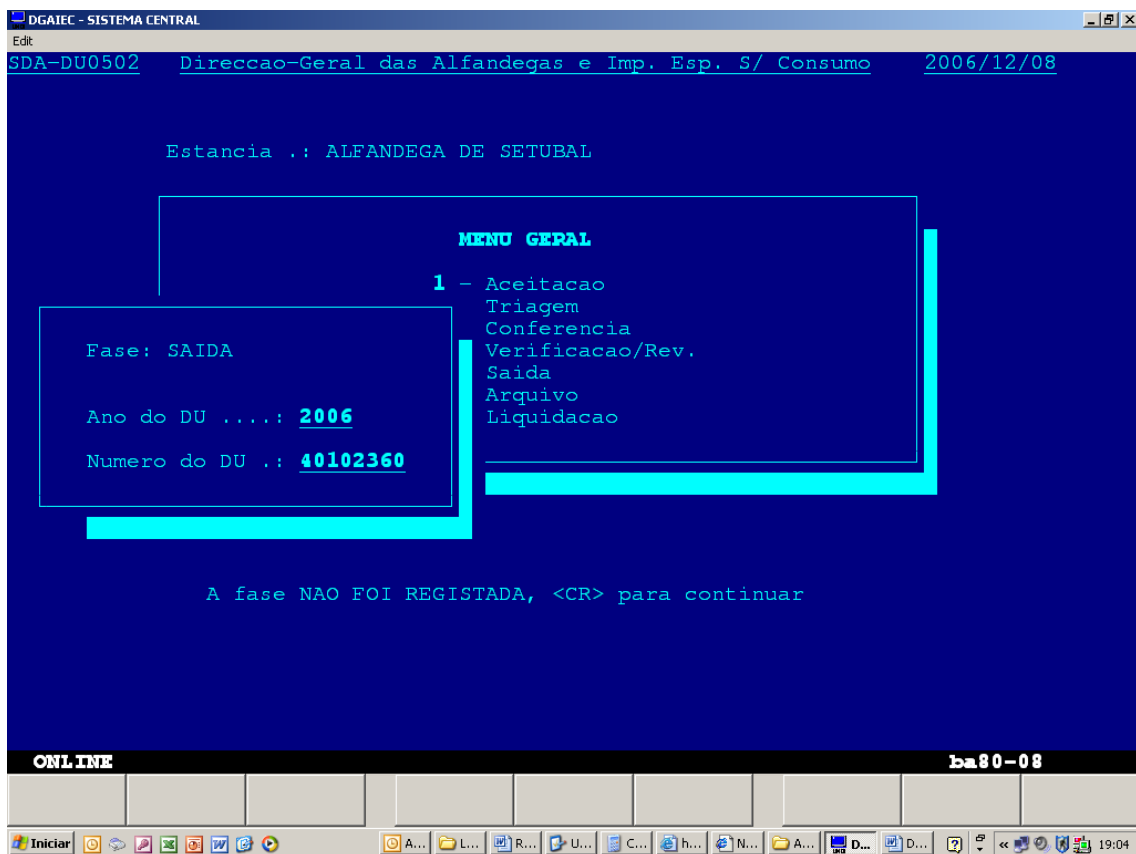 DGAIEC - SISTEMA CENTRAL
Edit
SDA-DU0502 Direccao-Geral das Alfandegas e Imp. Esp. S/ Consumo 2006/12/08
Estancia .: ALFANDEGA DE SETUBAL
MENU GERAL
1 - Aceitacao
Triagem
Conferencia
Verificacao/Rev.
Saida
Arquivo
Liquidacao
Fase: SAIDA
Ano do DU ....: 2006
Numero do DU .: 40102360
A fase NAO FOI REGISTADA, <CR> para continuar
ONLINE ba80-08
Iniciar A... L... R... U... C... h... N... A... D... D... « 19:04